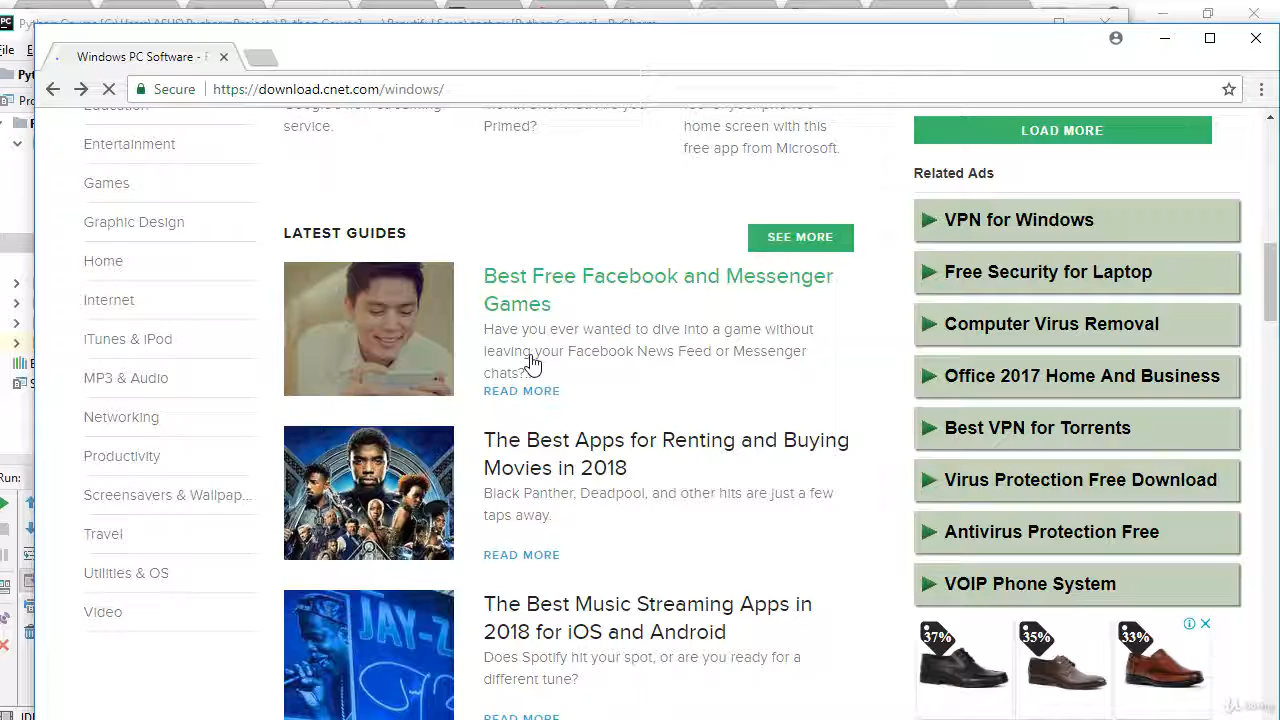 Windows PC Software - F
Secure
https://download.cnet.com/windows/
Entertainment
Games
Graphic Design
Home
Internet
iTunes & iPod
MP3 & Audio
Networking
Productivity
Screensavers & Wallpap...
Travel
Utilities & OS
Video
service.
Primed?
home screen with this
free app from Microsoft.
LATEST GUIDES
SEE MORE
Best Free Facebook and Messenger
Games
Have you ever wanted to dive into a game without
leaving your Facebook News Feed or Messenger
chats?
READ MORE
The Best Apps for Renting and Buying
Movies in 2018
Black Panther, Deadpool, and other hits are just a few
taps away.
READ MORE
JAY-Z
The Best Music Streaming Apps in
2018 for iOS and Android
Does Spotify hit your spot, or are you ready for a
different tune?
READ MORE
LOAD MORE
Related Ads
VPN for Windows
Free Security for Laptop
Computer Virus Removal
Office 2017 Home And Business
Best VPN for Torrents
Virus Protection Free Download
Antivirus Protection Free
VOIP Phone System
37%
35%
33%
Run: